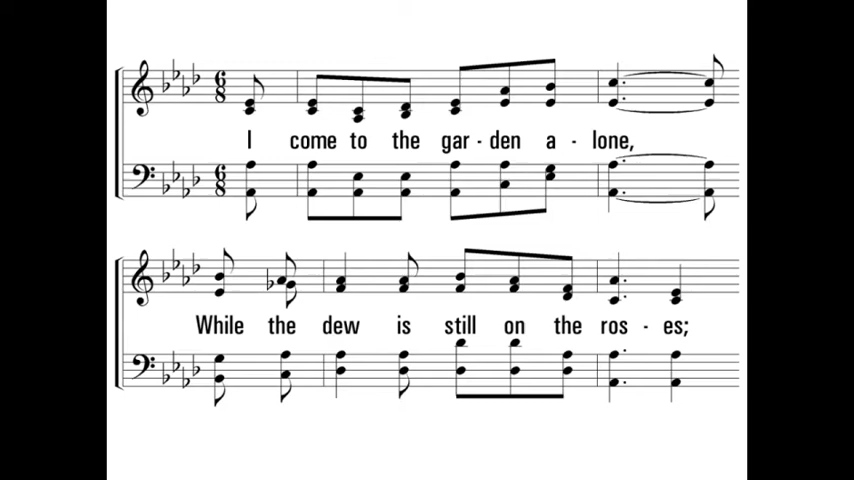 I come to the gar - den a - lone,
While the dew is still on the ros - es;